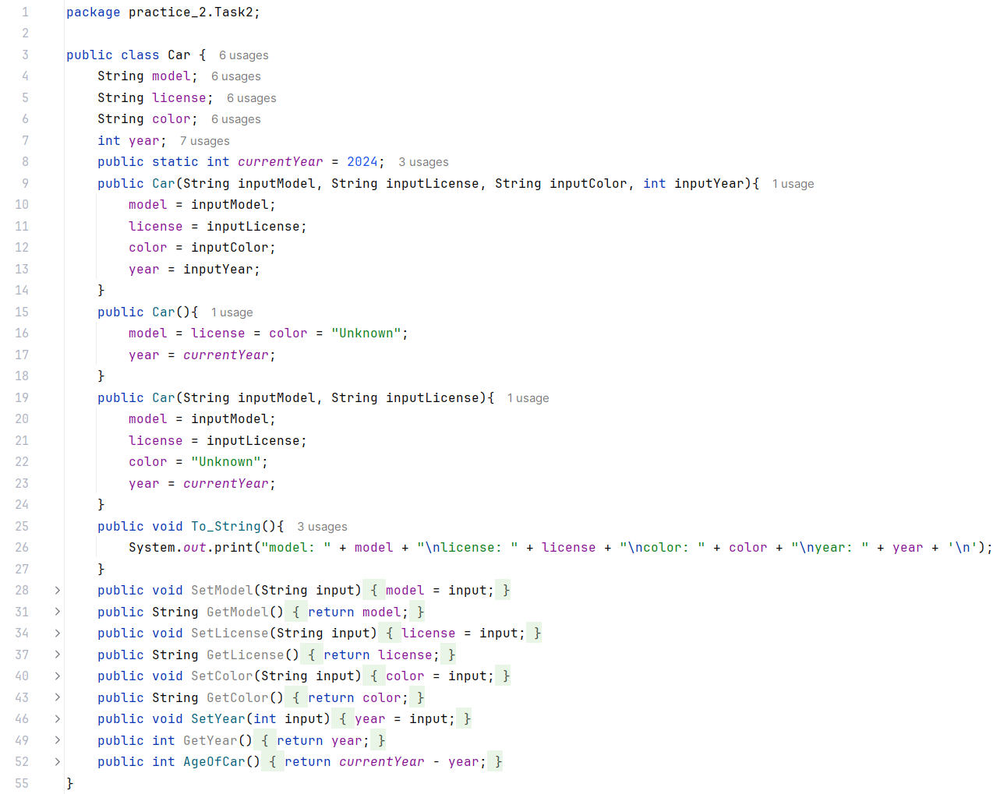 1 package practice_2.Task2;
2
3 public class Car { 6 usages
4 String model; 6 usages
5 String license; 6 usages
6 String color; 6 usages
7 int year; 7 usages
8 public static int currentYear = 2024; 3 usages
9 public Car(String inputModel, String inputLicense, String inputColor, int inputYear){ 1 usage
10 model = inputModel;
11 license = inputLicense;
12 color = inputColor;
13 year = inputYear;
14 }
15 public Car(){ 1 usage
16 model = license = color = "Unknown";
17 year = currentYear;
18 }
19 public Car(String inputModel, String inputLicense){ 1 usage
20 model = inputModel;
21 license = inputLicense;
22 color = "Unknown";
23 year = currentYear;
24 }
25 public void To_String(){ 3 usages
26 System.out.print("model: " + model + "\nlicense: " + license + "\ncolor: " + color + "\nyear: " + year + '\n');
27 }
28 public void SetModel(String input) { model = input; }
31 public String GetModel() { return model; }
34 public void SetLicense(String input) { license = input; }
37 public String GetLicense() { return license; }
40 public void SetColor(String input) { color = input; }
43 public String GetColor() { return color; }
46 public void SetYear(int input) { year = input; }
49 public int GetYear() { return year; }
52 public int AgeOfCar() { return currentYear - year; }
55 }